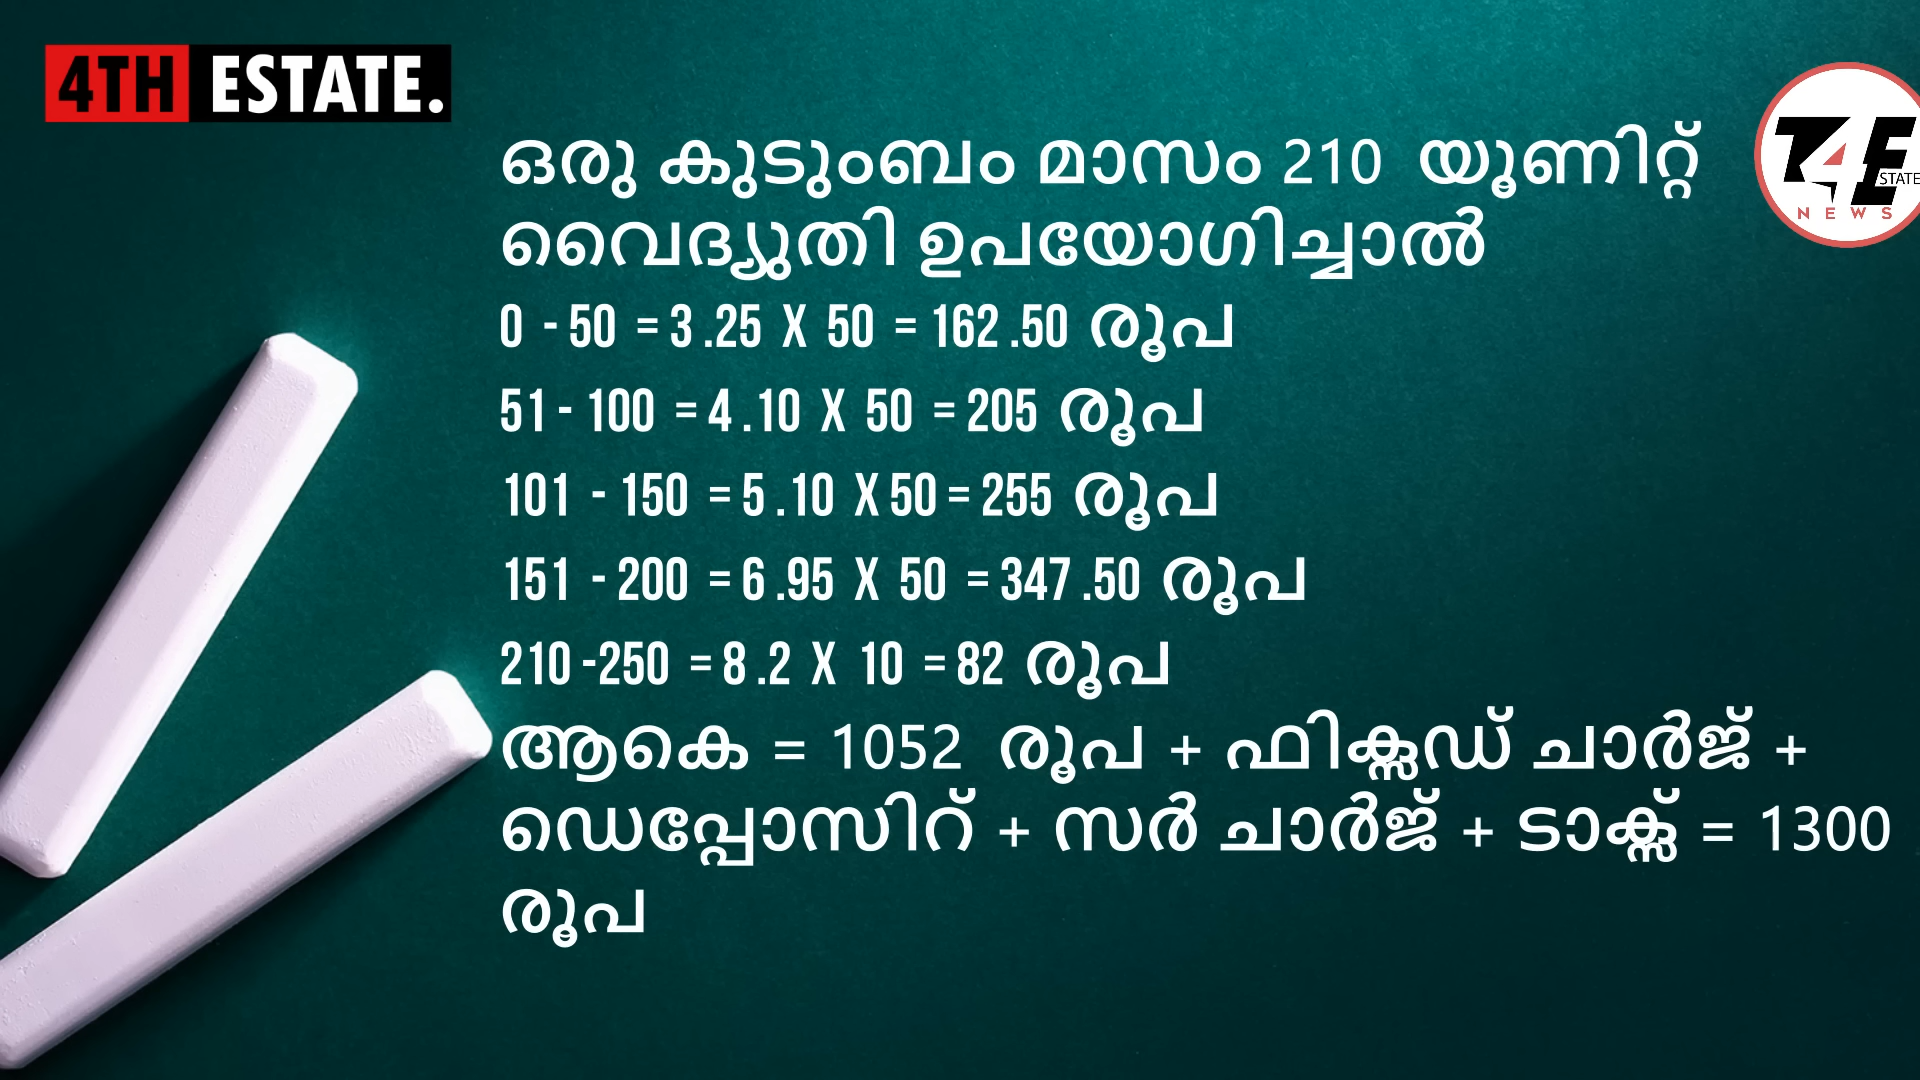 4TH ESTATE.
T4E
STATE
NEWS
ഒരു കുടുംബം മാസം 210 യൂണിറ്റ്
വൈദ്യുതി ഉപയോഗിച്ചാൽ
0 - 50 = 3 .25 X 50 = 162 .50 രൂപ
51 - 100 = 4 .10 X 50 = 205 രൂപ
101 - 150 = 5 .10 X 50 = 255 രൂപ
151 - 200 = 6 .95 X 50 = 347 .50 രൂപ
210 -250 = 8 .2 X 10 = 82 രൂപ
ആകെ = 1052 രൂപ + ഫിക്സഡ് ചാർജ് +
ഡെപ്പോസിറ് + സർ ചാർജ് + ടാക്സ് = 1300
രൂപ